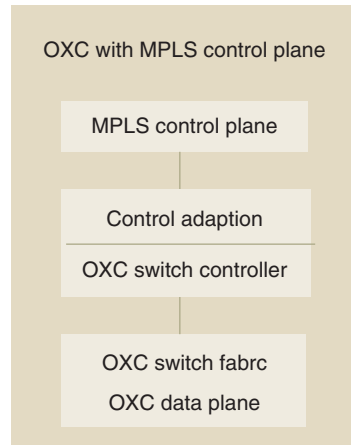 OXC with MPLS control plane
MPLS control plane
Control adaption
OXC switch controller
OXC switch fabrc
OXC data plane